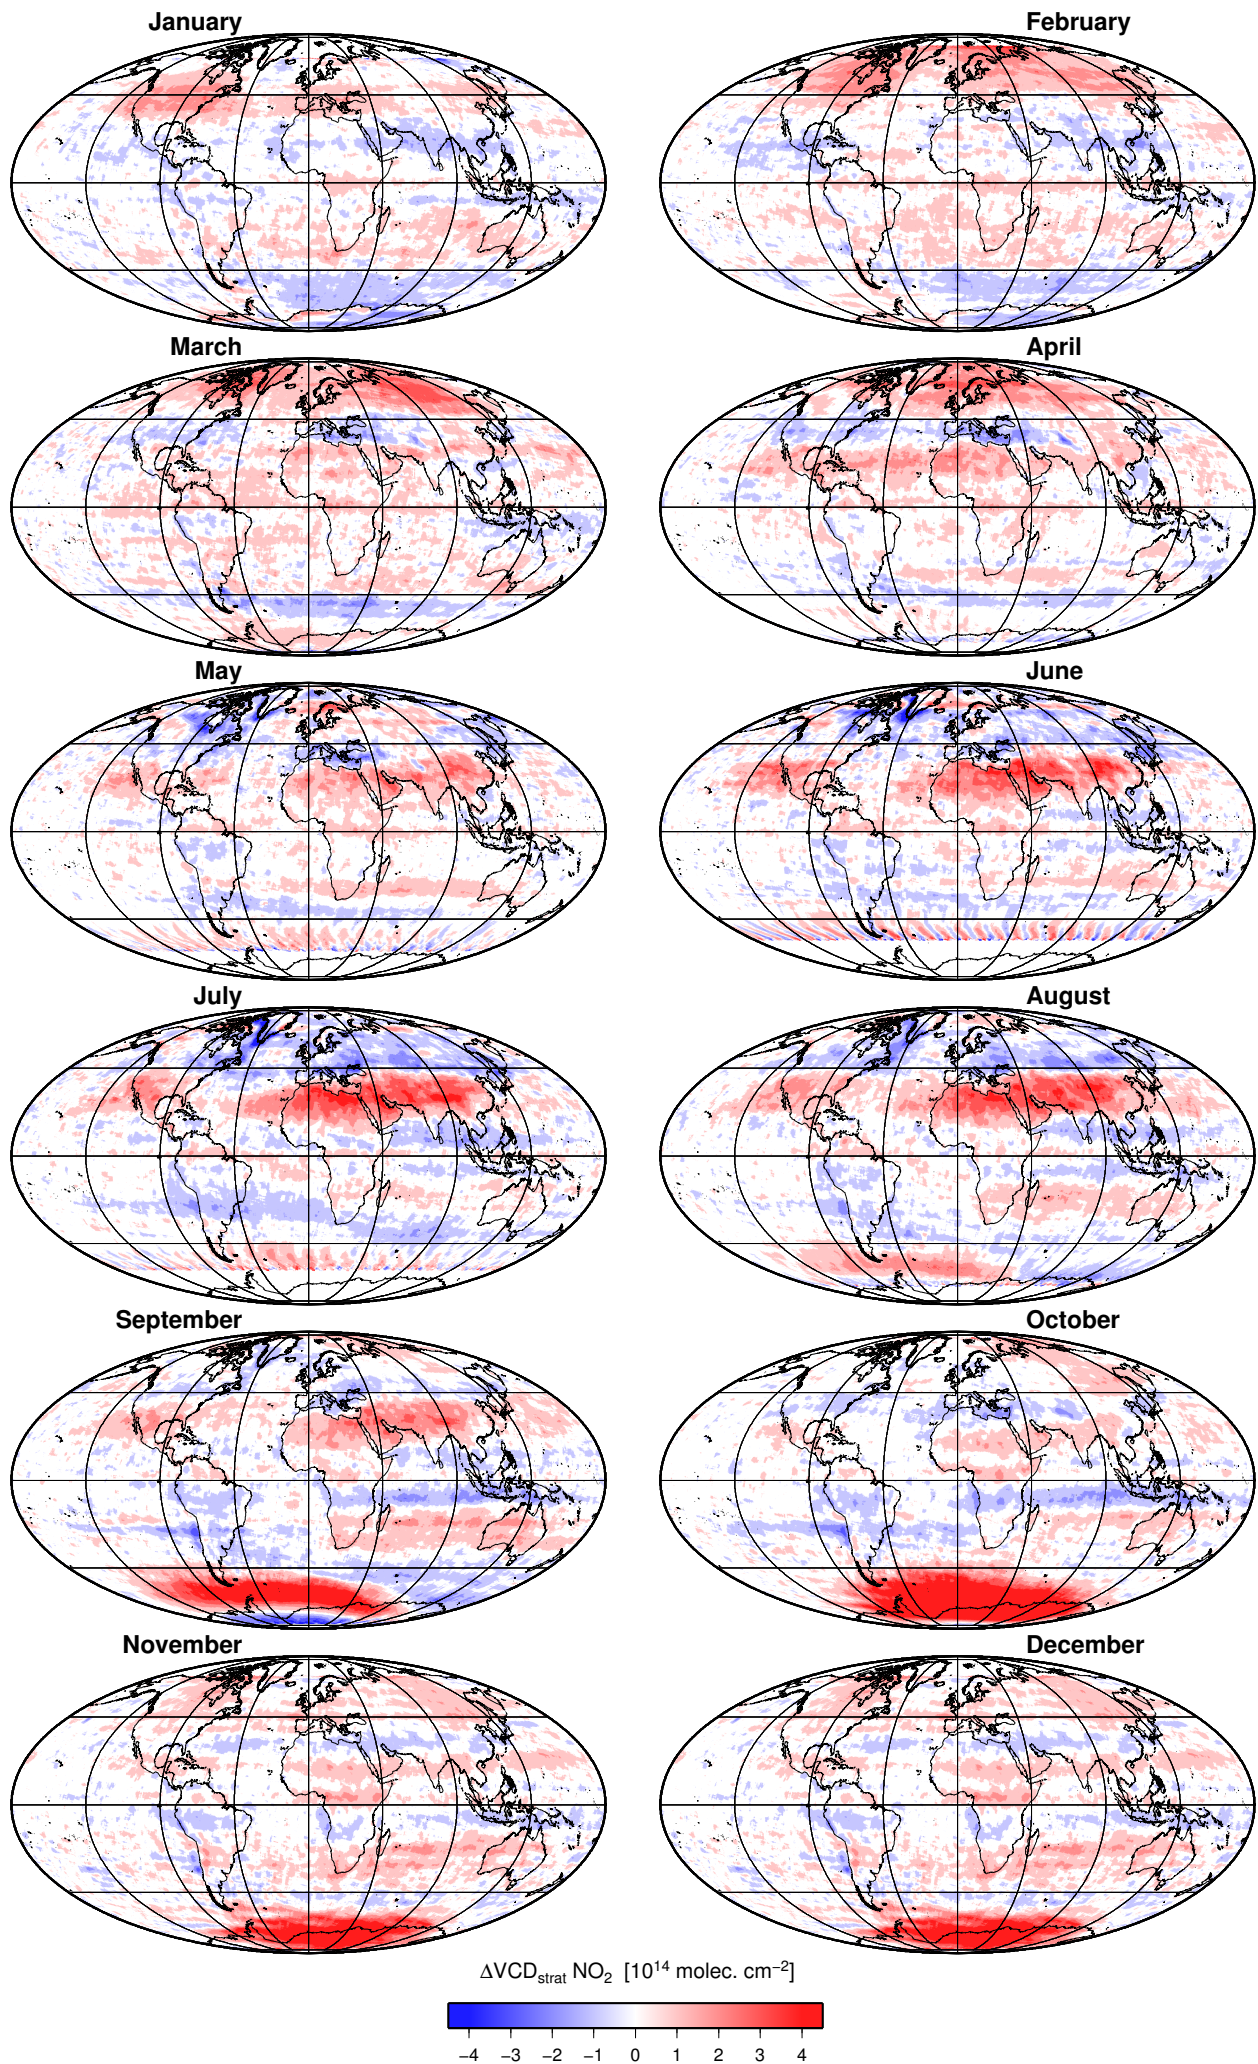 January
February
March
April
May
June
July
August
September
October
November
December
ΔVCDstrat NO2 [10^14 molec. cm^−2]
−4 −3 −2 −1 0 1 2 3 4